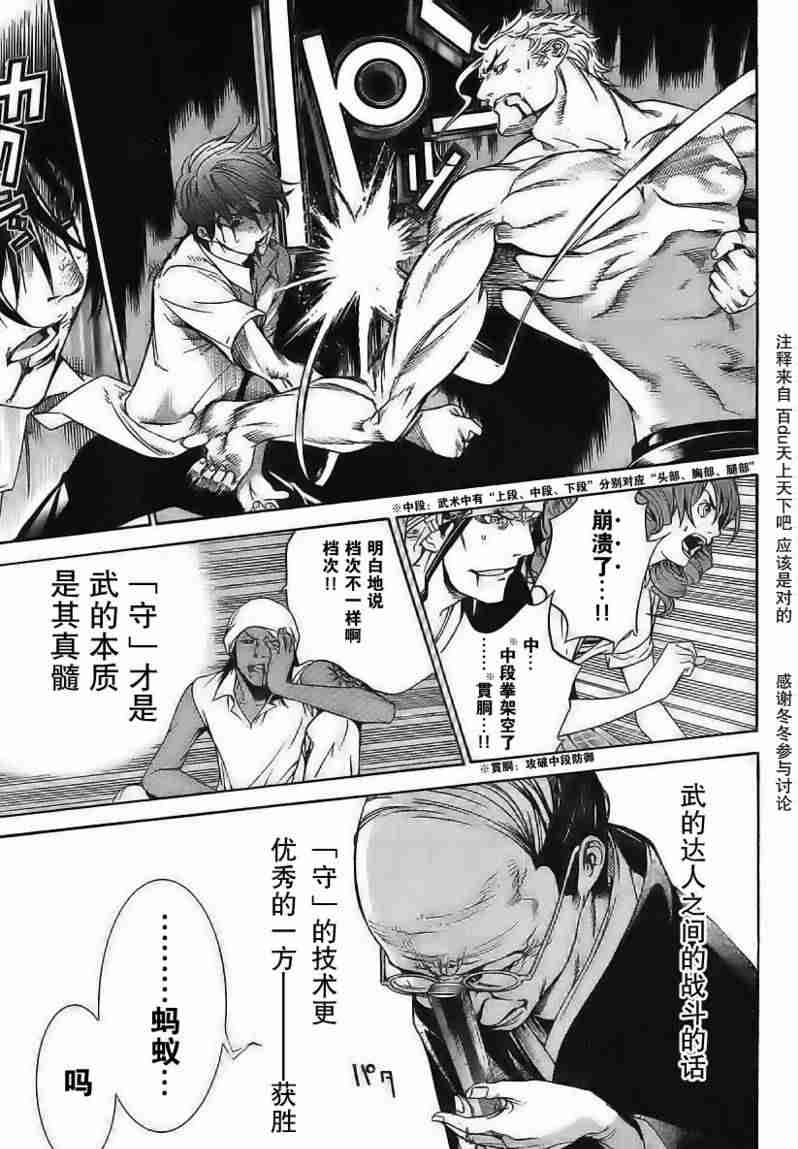 ※中段：武术中有“上段、中段、下段”分别对应“头部、胸部、腿部”
崩溃了…!!
中…
※中段拳架空了
……貫胴…!!
※貫胴：攻破中段防御
明白地说
档次不一样啊
档次!!
「守」才是
武的本质
是其真髓
武的达人之间的战斗的话
「守」的技术更
优秀的一方——获胜
………蚂蚁…
吗
注释来自 百du天上天下吧 应该是对的
感谢冬冬参与讨论